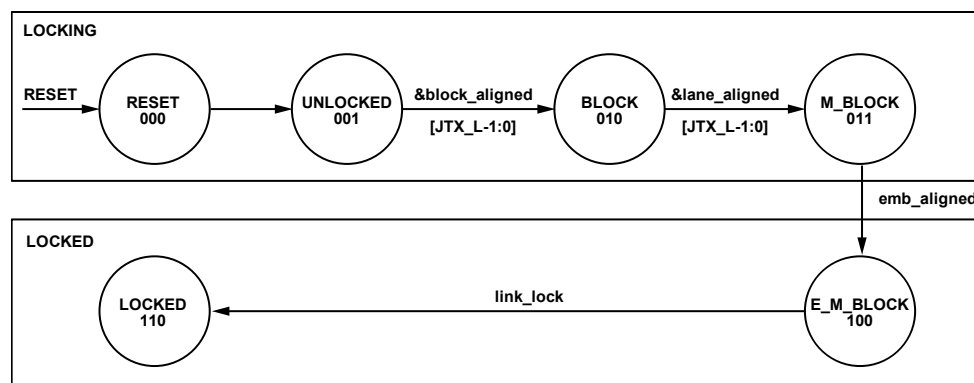 LOCKING
RESET
RESET
000
UNLOCKED
001
&block_aligned
[JTX_L-1:0]
BLOCK
010
&lane_aligned
[JTX_L-1:0]
M_BLOCK
011
emb_aligned
LOCKED
LOCKED
110
link_lock
E_M_BLOCK
100